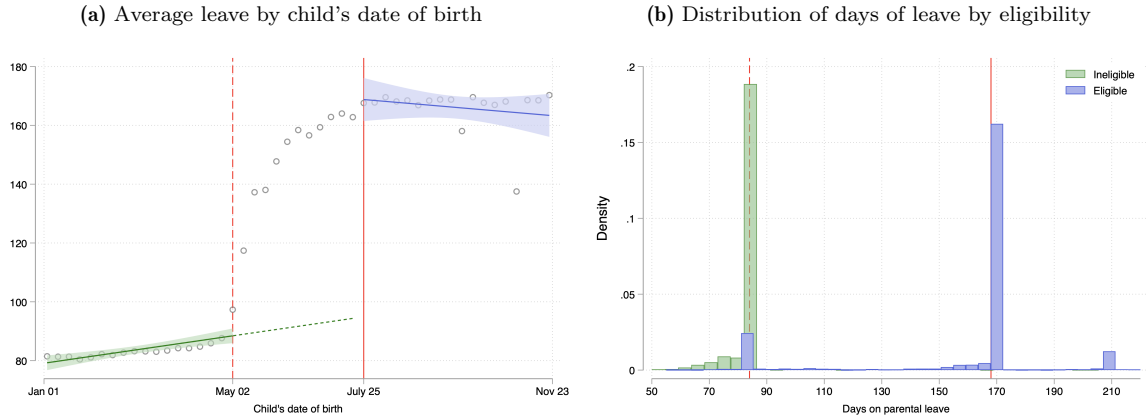 (a) Average leave by child's date of birth
180
160
140
120
100
80
Jan 01
May 02
July 25
Nov 23
Child's date of birth
(b) Distribution of days of leave by eligibility
Ineligible
Eligible
Density
.2
.15
.1
.05
0
50
70
90
110
130
150
170
190
210
Days on parental leave